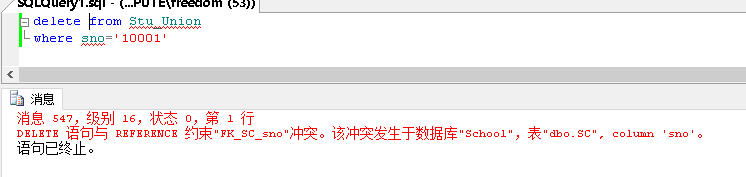 SQLQuery1.sql - (...PUTE\freedom (53))
delete from Stu_Union
where sno='10001'
消息
消息 547，级别 16，状态 0，第 1 行
DELETE 语句与 REFERENCE 约束"FK_SC_sno"冲突。该冲突发生于数据库"School"，表"dbo.SC", column 'sno'。
语句已终止。